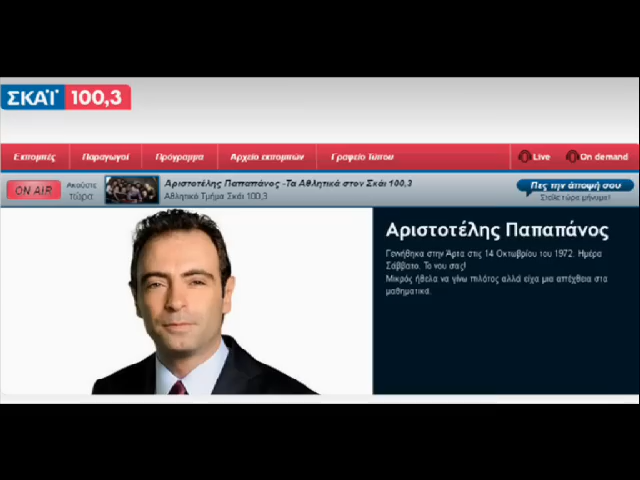 ΣΚΑΪ 100,3
Εκπομπές Παραγωγοί Πρόγραμμα Αρχείο εκπομπών Γραφείο Τύπου Live On demand
ON AIR Ακούστε τώρα Αριστοτέλης Παπαπάνος -Τα Αθλητικά στον Σκάι 100,3
Αθλητικό Τμήμα Σκάι 100,3
Πες την άποψή σου
Στείλε τώρα μήνυμα!
Αριστοτέλης Παπαπάνος
Γεννήθηκα στην Άρτα στις 14 Οκτωβρίου του 1972. Ημέρα
Σάββατο. Το νου σας!
Μικρός ήθελα να γίνω πιλότος αλλά είχα μια απέχθεια στα
μαθηματικά.